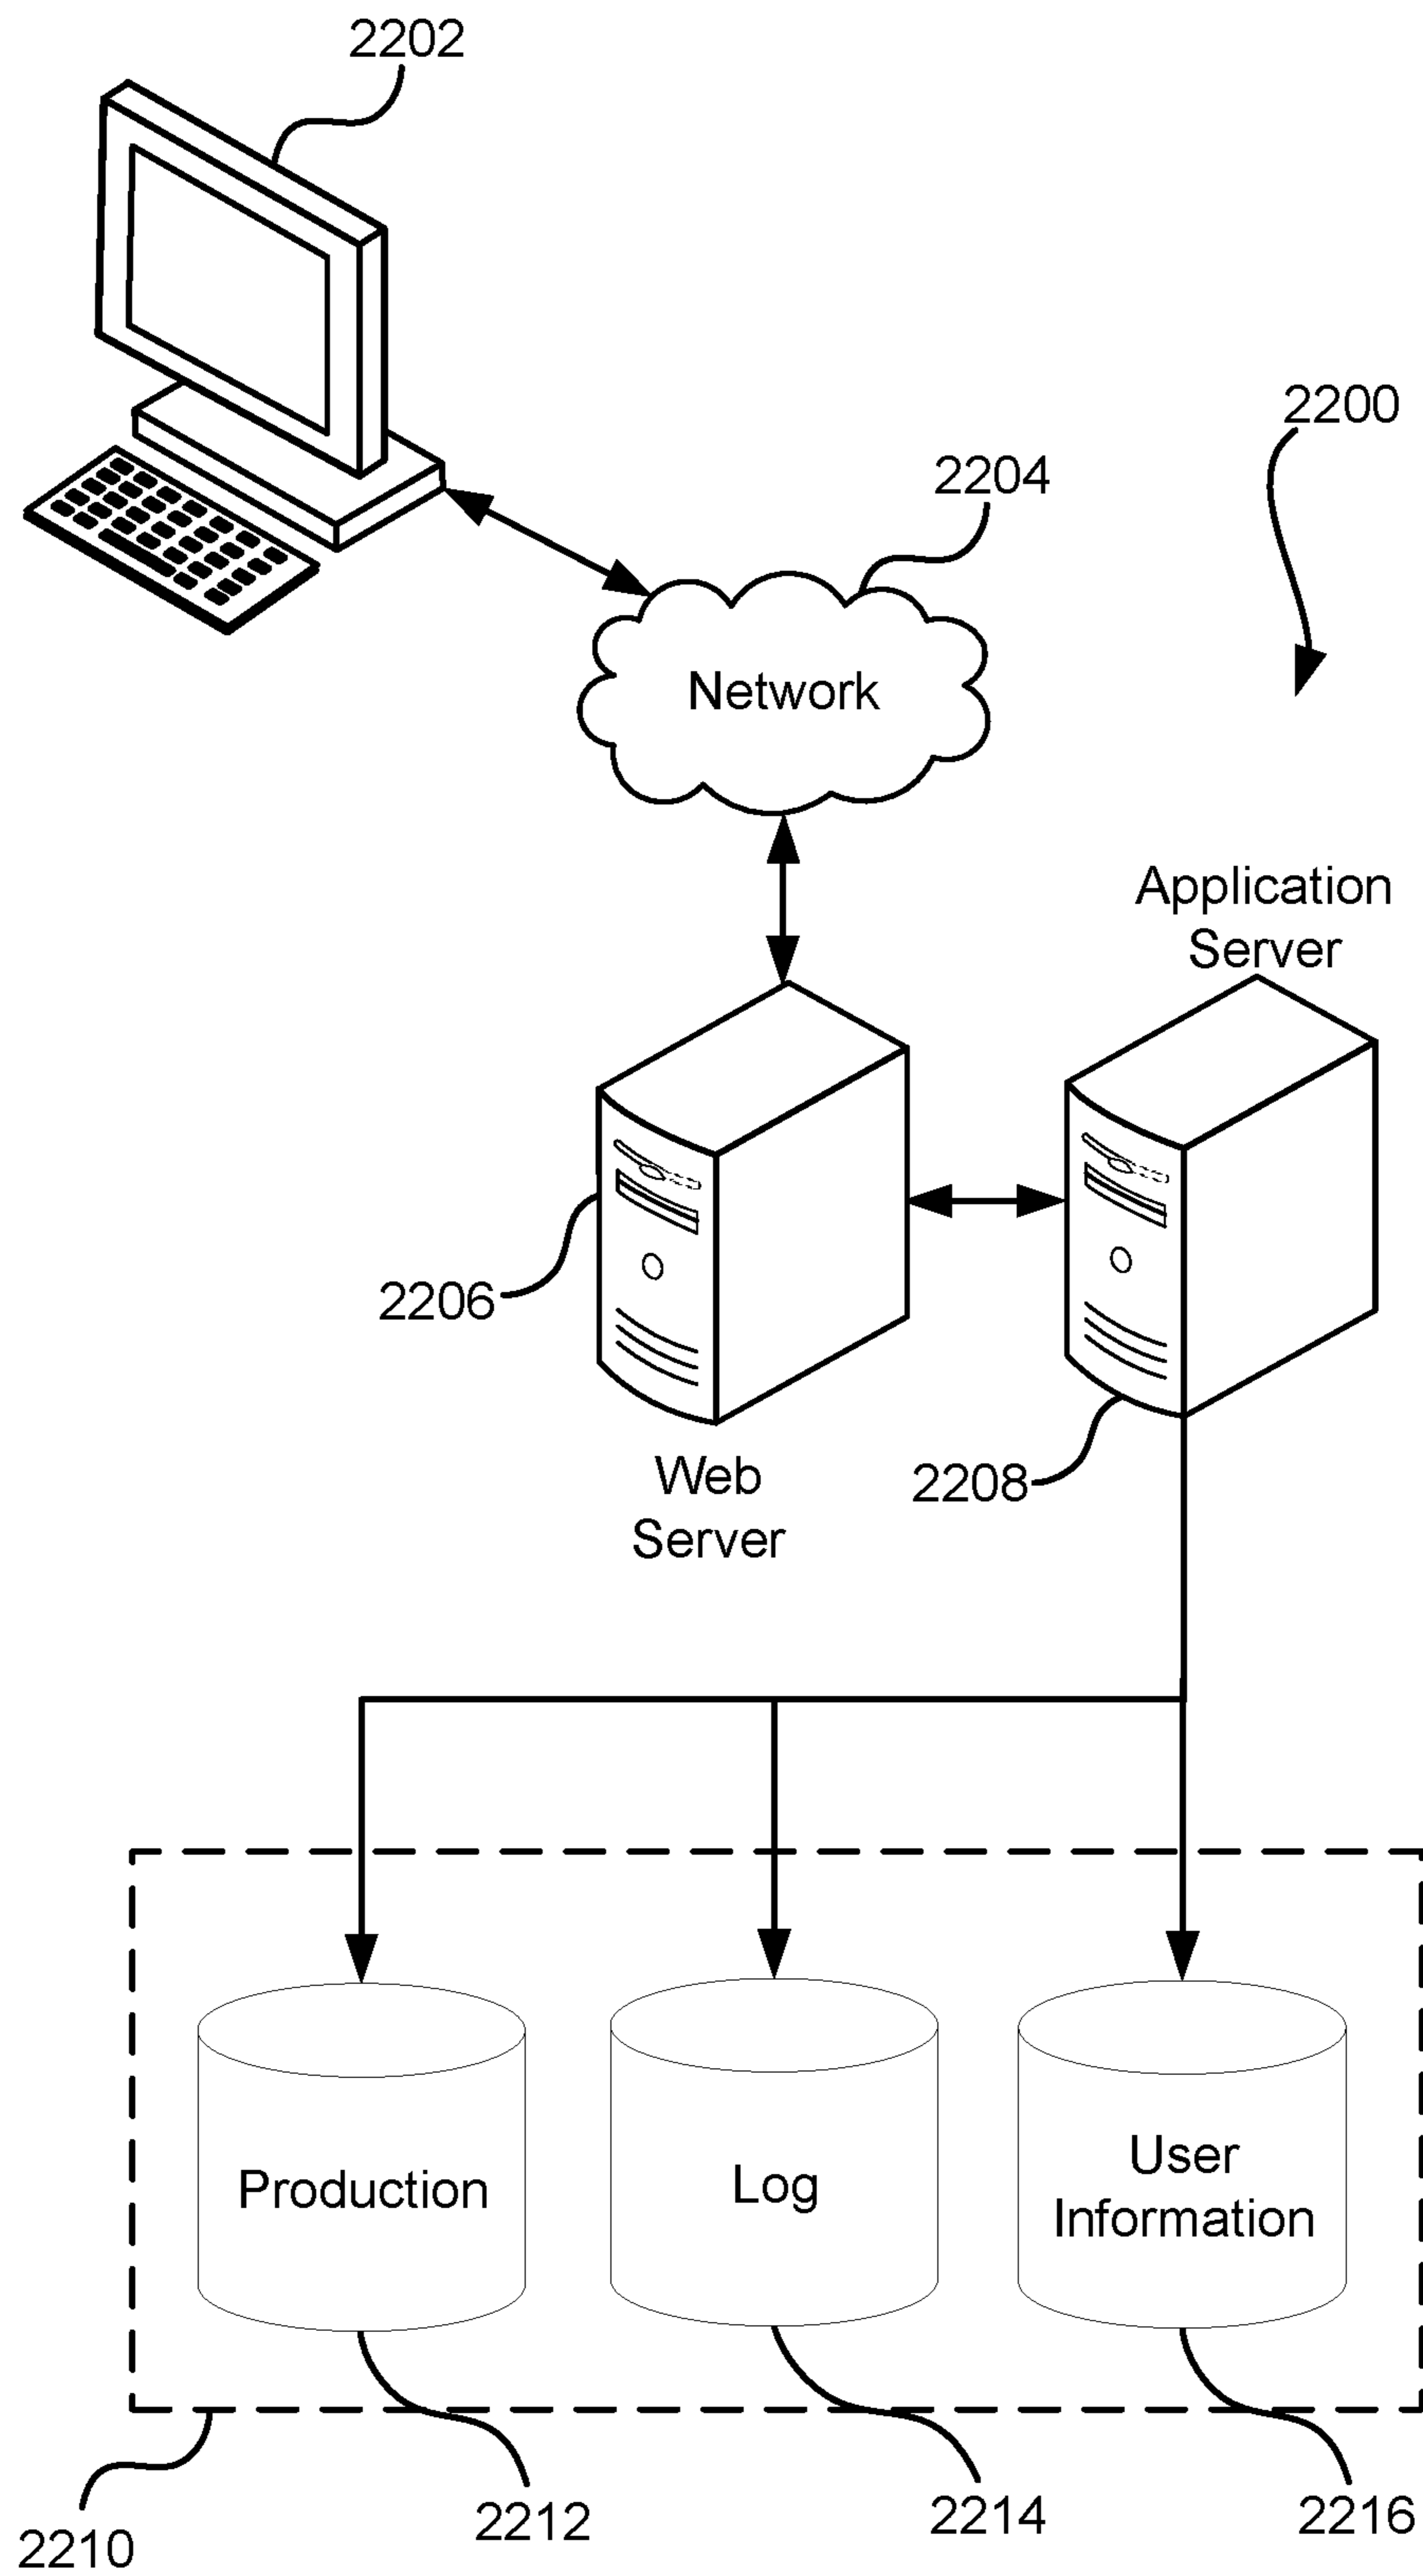 2202
2200
2204
Network
Application
Server
2206
2208
Web
Server
Production
Log
User
Information
2210
2212
2214
2216